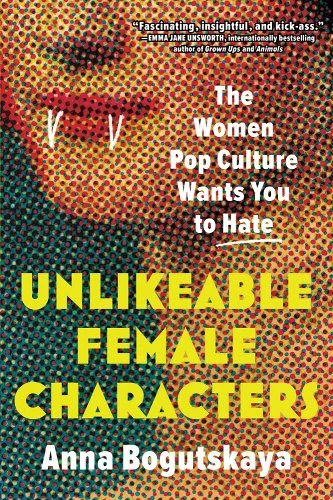 “Fascinating, insightful, and kick-ass.”
—EMMA JANE UNSWORTH, internationally bestselling
author of Grown Ups and Animals
The
Women
Pop Culture
Wants You
to Hate
UNLIKEABLE
FEMALE
CHARACTERS
Anna Bogutskaya